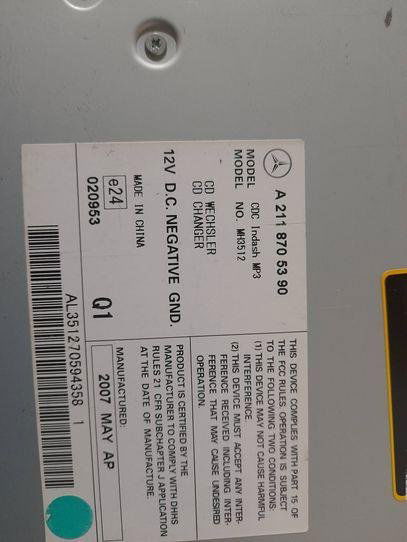 A 211 870 53 90
MODEL CDC Indash MP3
MODEL NO. MH3512
CD WECHSLER
CD CHANGER
12V D.C. NEGATIVE GND.
MADE IN CHINA
e24
020953
Q1
AL351270594358 1
THIS DEVICE COMPLIES WITH PART 15 OF
THE FCC RULES OPERATION IS SUBJECT
TO THE FOLLOWING TWO CONDITIONS:
(1) THIS DEVICE MAY NOT CAUSE HARMFUL
INTERFERENCE.
(2) THIS DEVICE MUST ACCEPT ANY INTER-
FERENCE RECEIVED INCLUDING INTER-
FERENCE THAT MAY CAUSE UNDESIRED
OPERATION.
PRODUCT IS CERTIFIED BY THE
MANUFACTURER TO COMPLY WITH DHHS
RULES 21 CFR SUBCHAPTER J APPLICATION
AT THE DATE OF MANUFACTURE.
MANUFACTURED:
2007 MAY AP